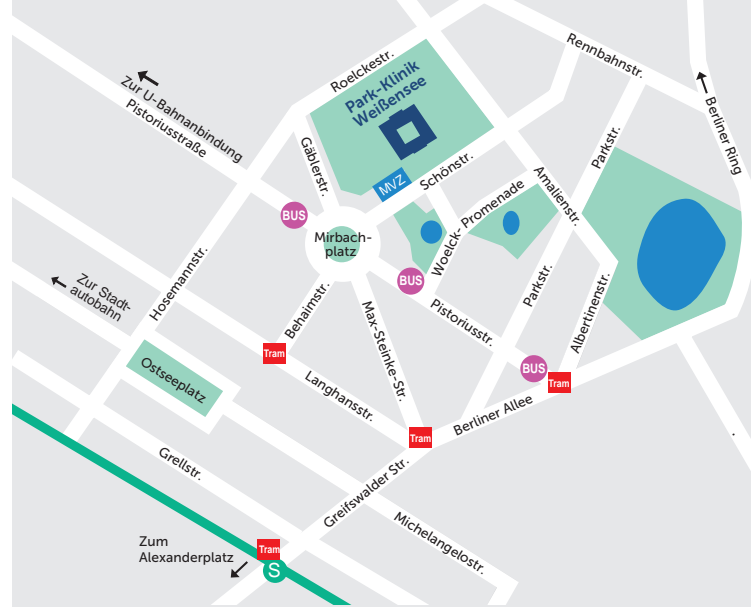 Roelckestr.
Rennbahnstr.
Park-Klinik
Weißensee
Zur U-Bahnanbindung
Pistoriusstraße
Berliner Ring
Parkstr.
Gäblerstr.
MVZ
Schönstr.
Amalienstr.
BUS
Mirbach-
platz
Woelck-
Promenade
Hosemannstr.
BUS
Zur Stadt-
autobahn
Behaimstr.
Max-Steinke-Str.
Pistoriusstr.
Parkstr.
Albertinenstr.
Tram
BUS
Tram
Ostseeplatz
Langhansstr.
Berliner Allee
Tram
Grellstr.
Greifswalder Str.
Michelangelostr.
Zum
Alexanderplatz
Tram
S